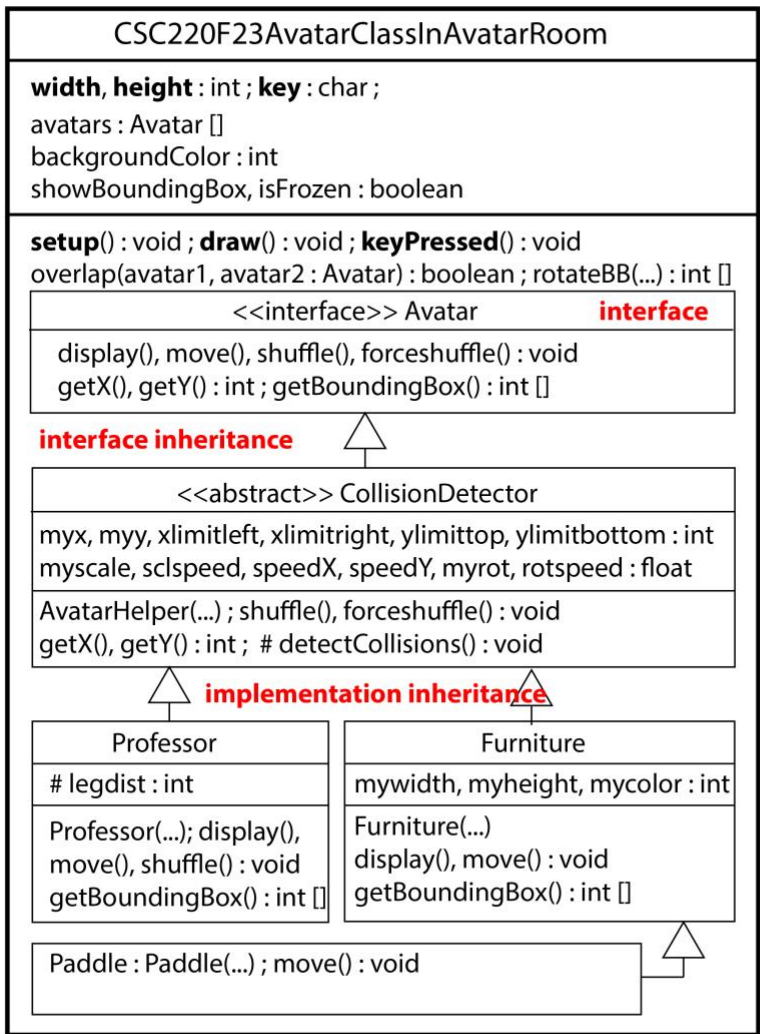 CSC220F23AvatarClassInAvatarRoom
width, height : int ; key : char ;
avatars : Avatar []
backgroundColor : int
showBoundingBox, isFrozen : boolean
setup() : void ; draw() : void ; keyPressed() : void
overlap(avatar1, avatar2 : Avatar) : boolean ; rotateBB(...) : int []
<<interface>> Avatar interface
display(), move(), shuffle(), forceshuffle() : void
getX(), getY() : int ; getBoundingBox() : int []
interface inheritance
<<abstract>> CollisionDetector
myx, myy, xlimitleft, xlimitright, ylimittop, ylimitbottom : int
myscale, sclspeed, speedX, speedY, myrot, rotspeed : float
AvatarHelper(...) ; shuffle(), forceshuffle() : void
getX(), getY() : int ; # detectCollisions() : void
implementation inheritance
Professor
# legdist : int
Professor(...); display(),
move(), shuffle() : void
getBoundingBox() : int []
Furniture
mywidth, myheight, mycolor : int
Furniture(...)
display(), move() : void
getBoundingBox() : int []
Paddle : Paddle(...) ; move() : void